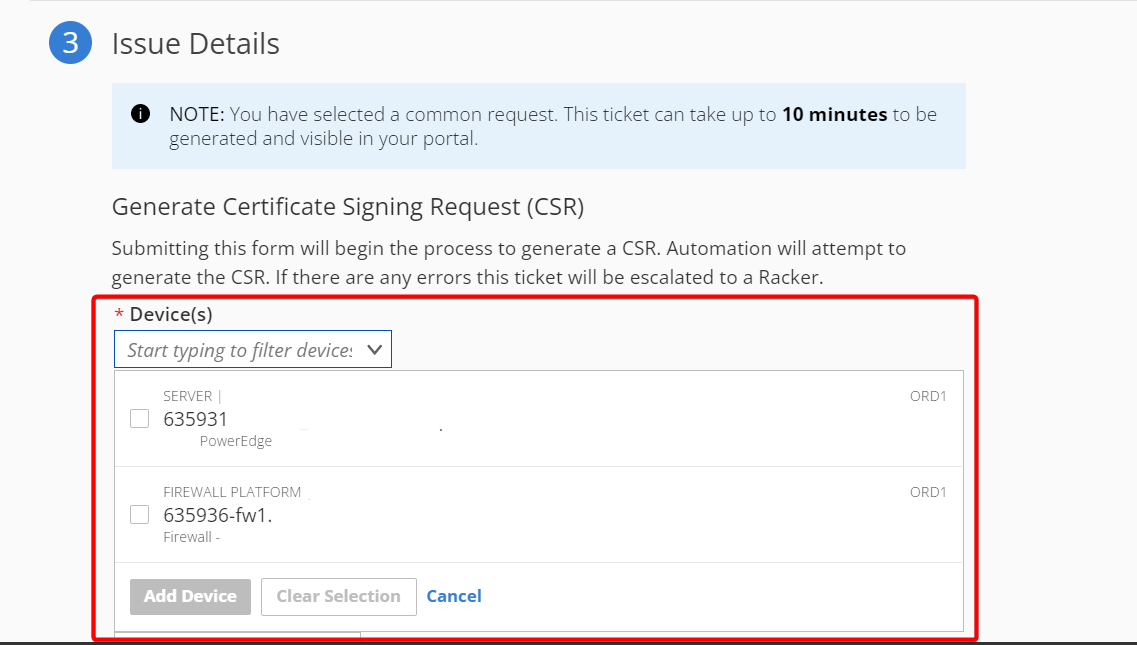 3 Issue Details
NOTE: You have selected a common request. This ticket can take up to 10 minutes to be
generated and visible in your portal.
Generate Certificate Signing Request (CSR)
Submitting this form will begin the process to generate a CSR. Automation will attempt to
generate the CSR. If there are any errors this ticket will be escalated to a Racker.
* Device(s)
Start typing to filter devices
SERVER | ORD1
635931
PowerEdge
FIREWALL PLATFORM ORD1
635936-fw1.
Firewall -
Add Device Clear Selection Cancel